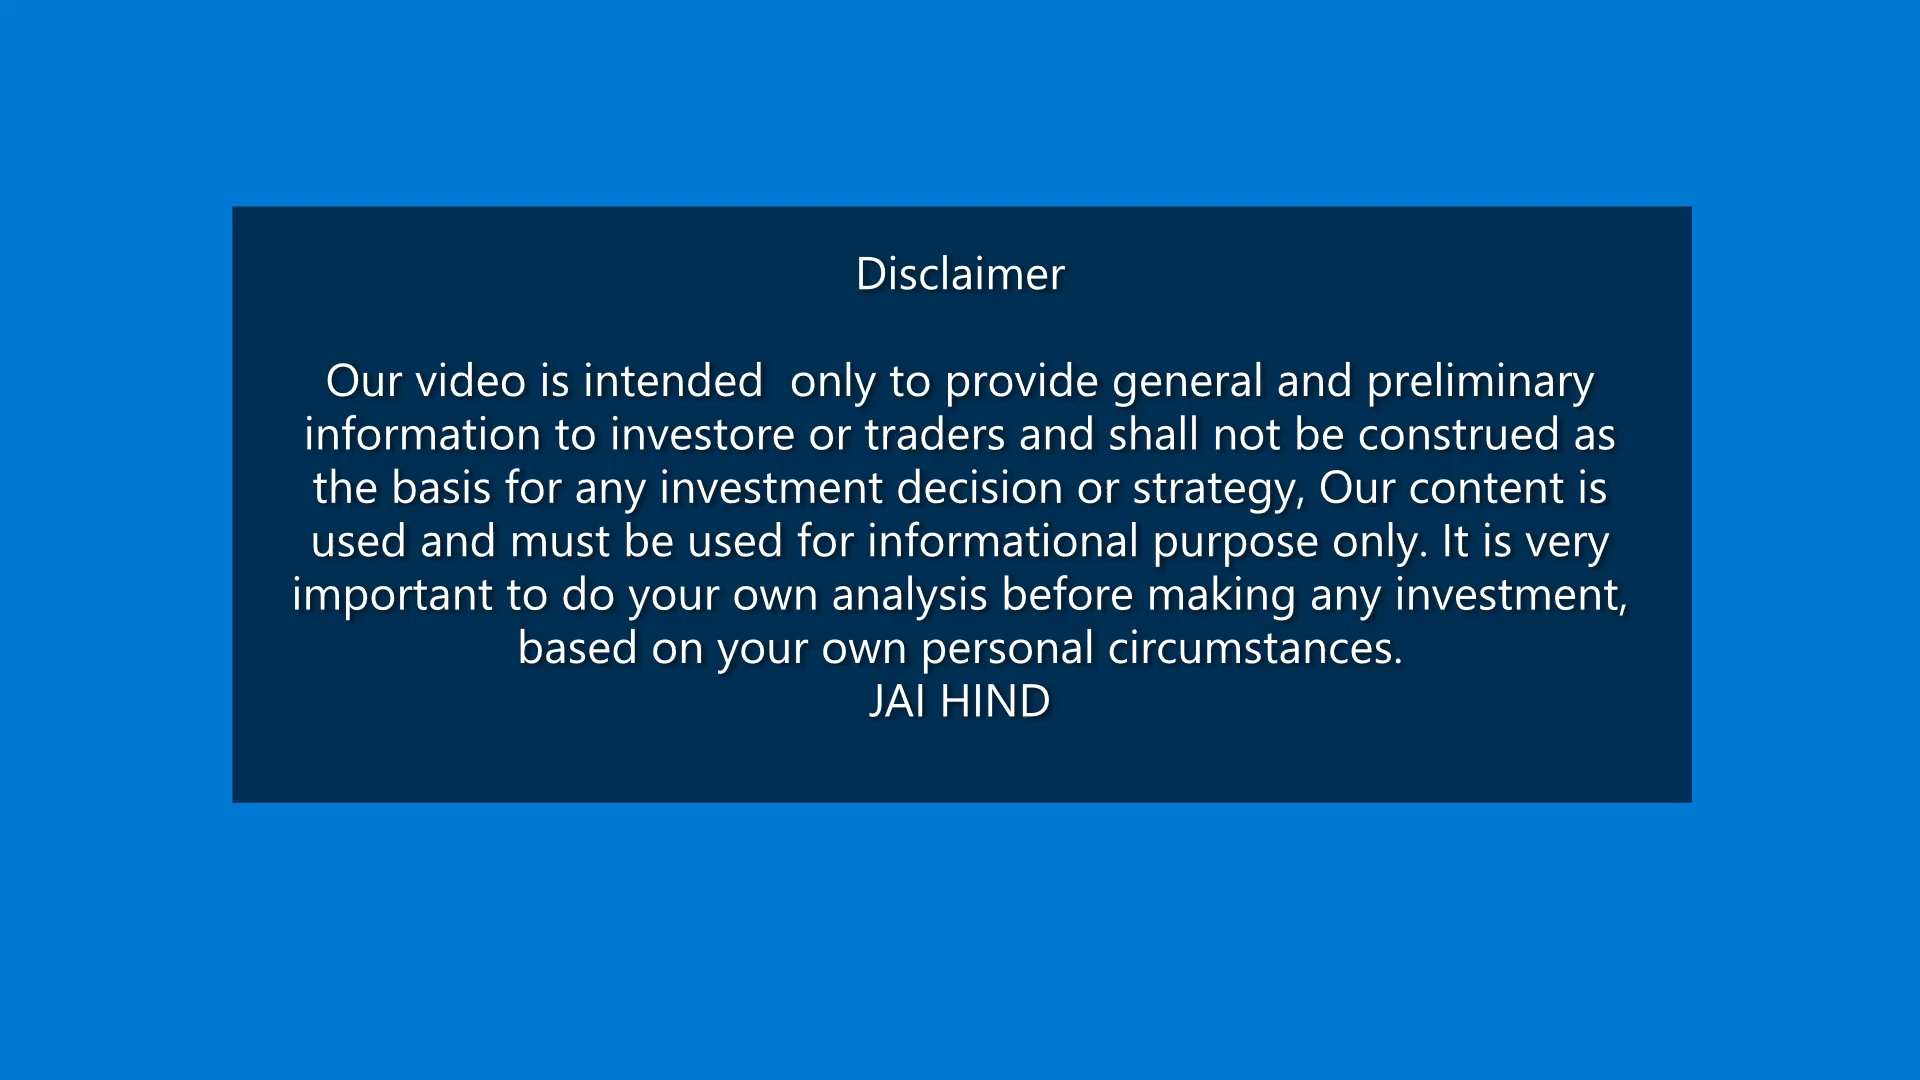 Disclaimer
Our video is intended  only to provide general and preliminary
information to investore or traders and shall not be construed as
the basis for any investment decision or strategy, Our content is
used and must be used for informational purpose only. It is very
important to do your own analysis before making any investment,
based on your own personal circumstances.
JAI HIND